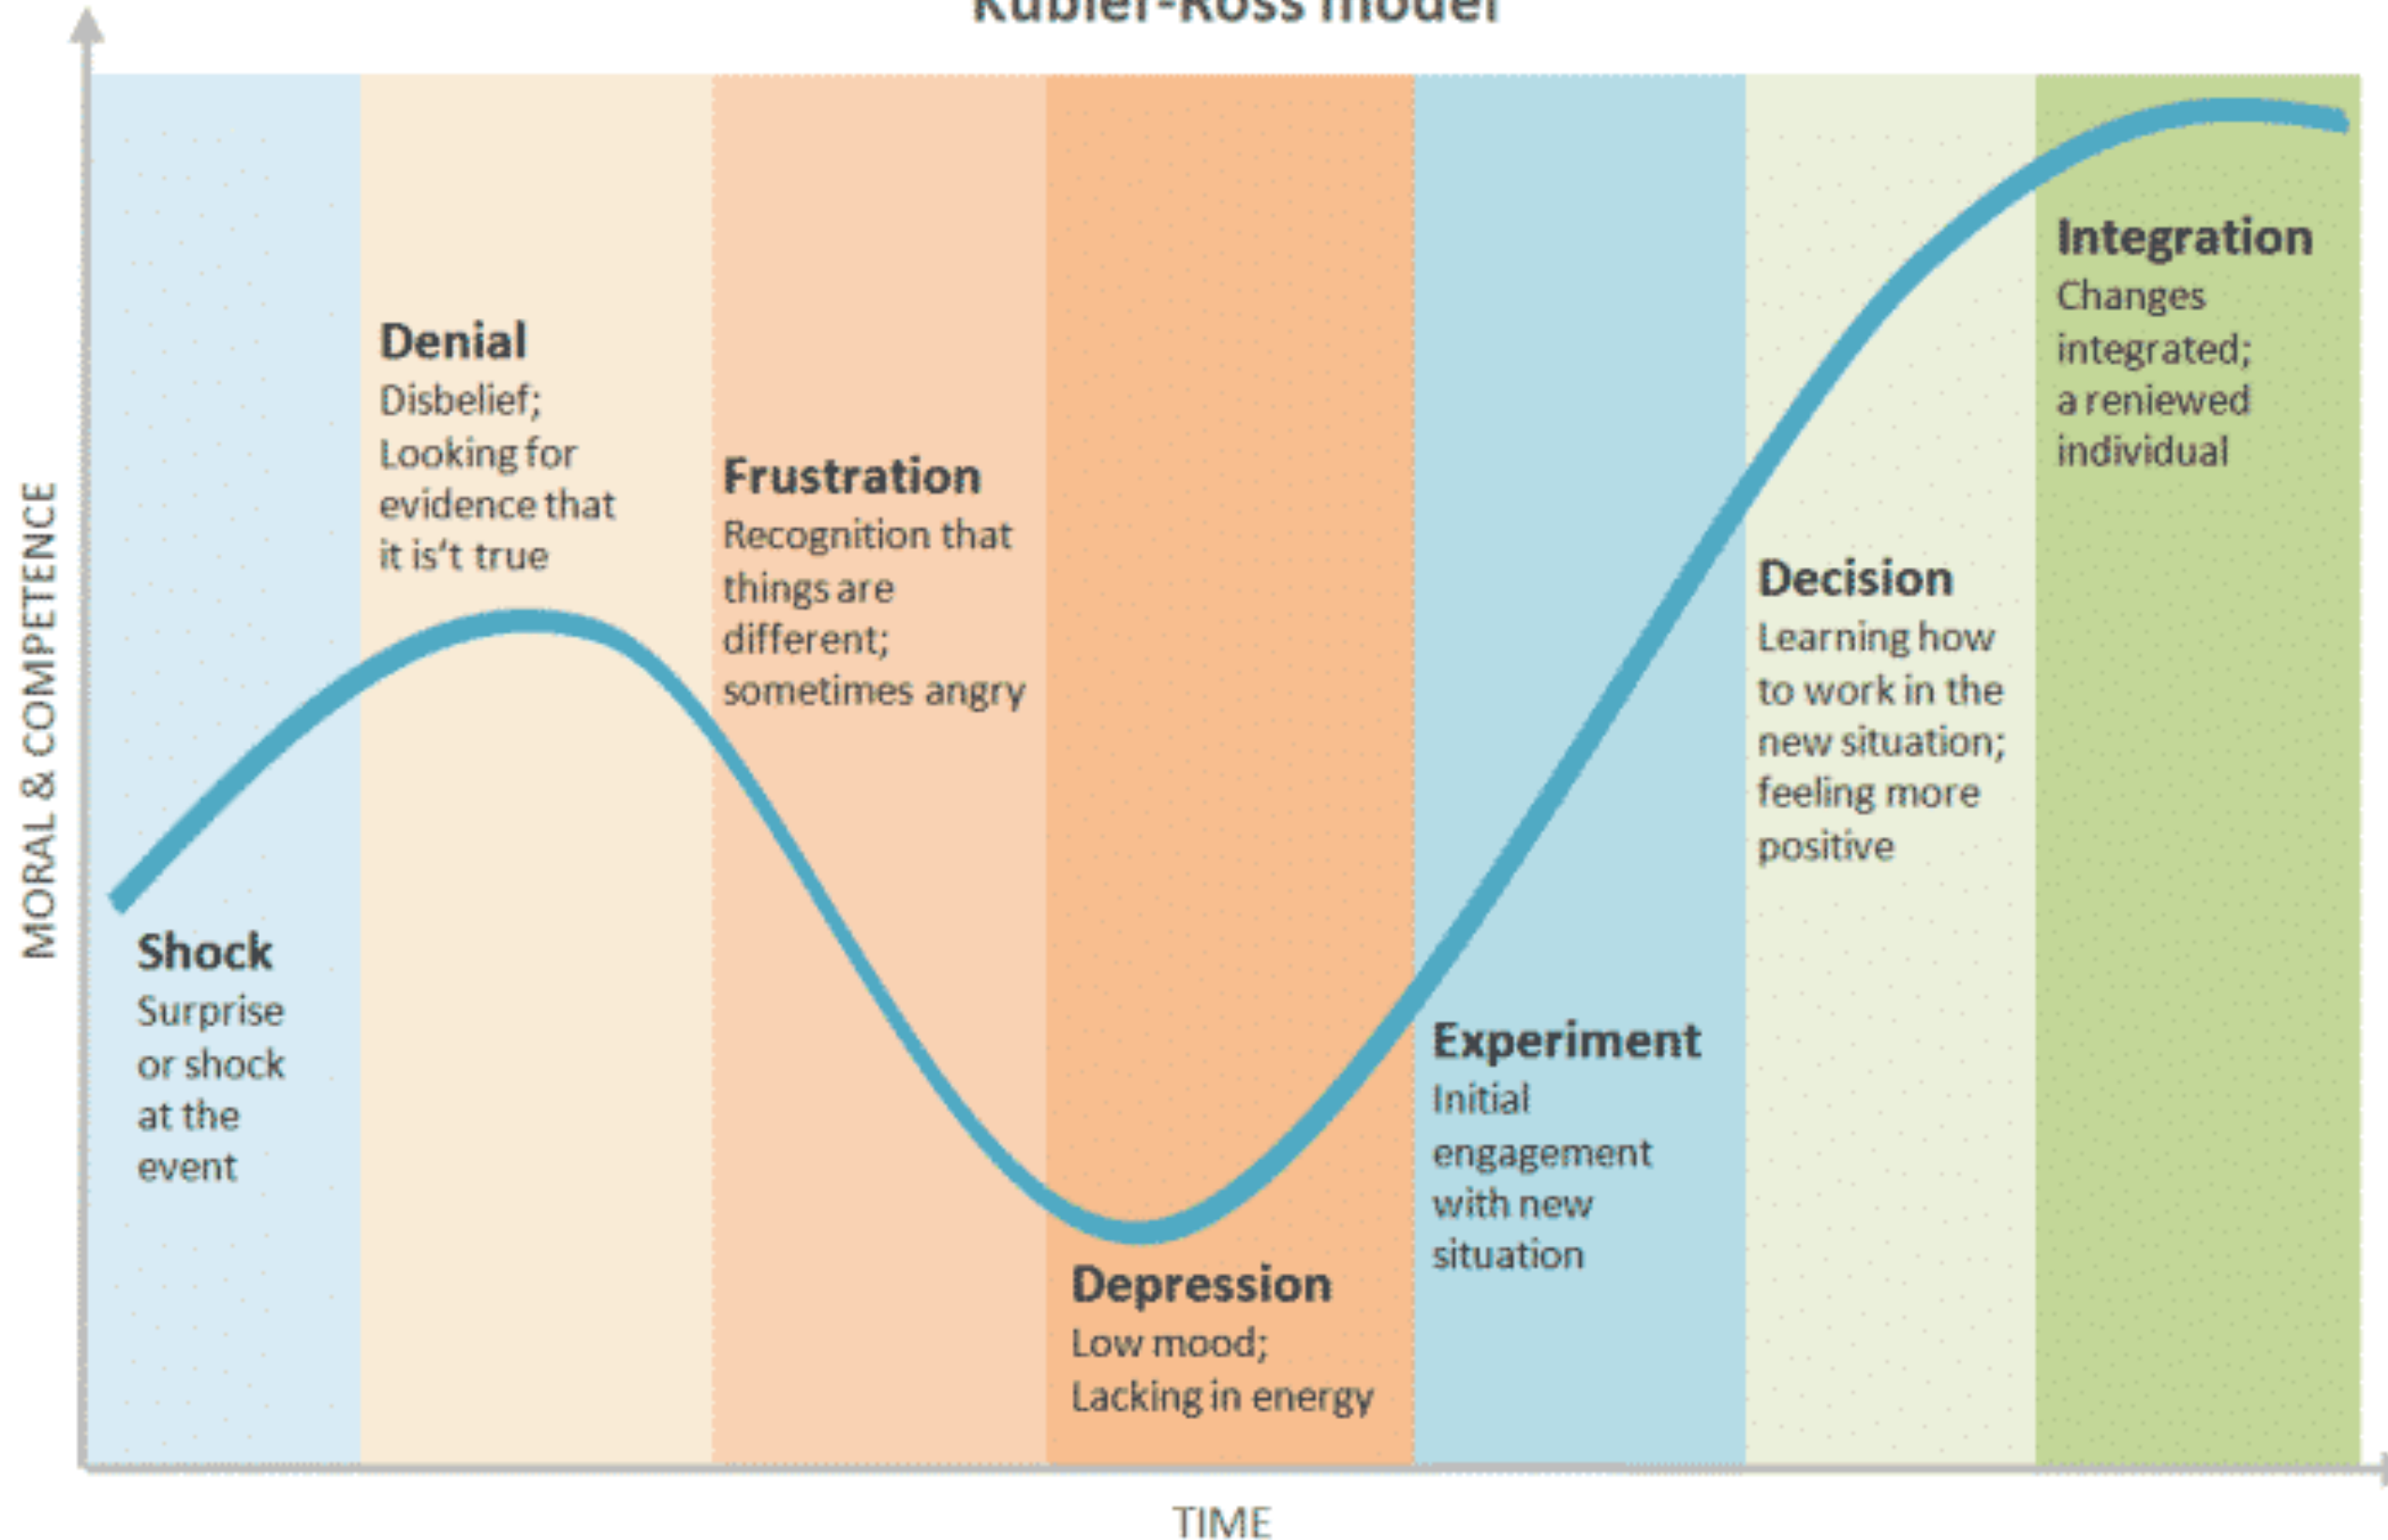 Kübler-Ross model
MORAL & COMPETENCE
Shock
Surprise
or shock
at the
event
Denial
Disbelief;
Looking for
evidence that
it is‘t true
Frustration
Recognition that
things are
different;
sometimes angry
Depression
Low mood;
Lacking in energy
Experiment
Initial
engagement
with new
situation
Decision
Learning how
to work in the
new situation;
feeling more
positive
Integration
Changes
integrated;
a reniewed
individual
TIME